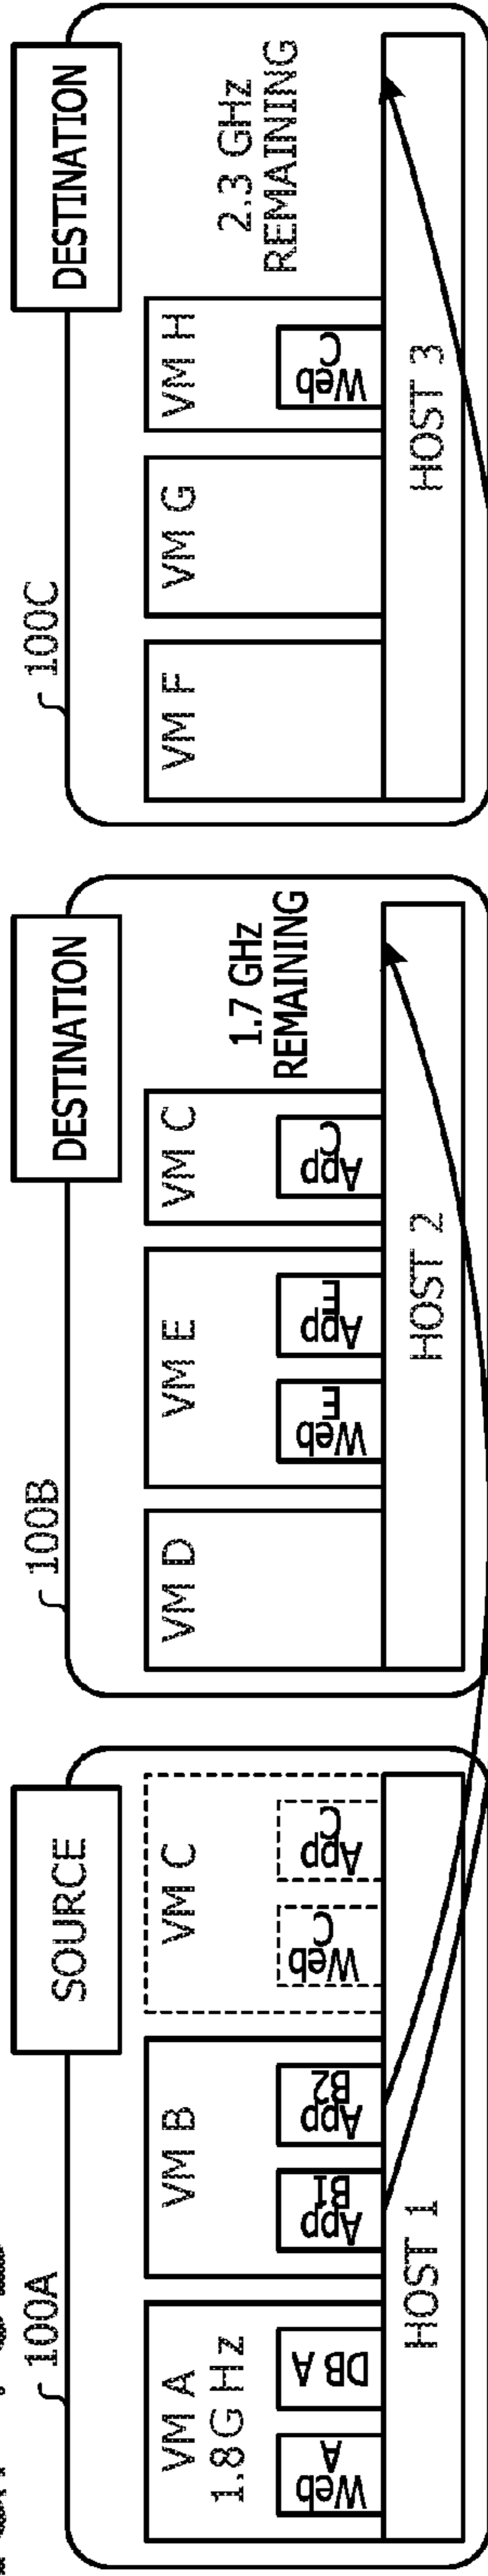 100A
SOURCE
VM A
1.8G Hz
Web
A
DB A
VM B
App
B1
App
B2
VM C
Web
C
App
C
HOST 1
100B
DESTINATION
VM D
VM E
Web
E
App
E
VM C
App
C
1.7 GHz
REMAINING
HOST 2
100C
DESTINATION
VM F
VM G
VM H
Web
C
2.3 GHz
REMAINING
HOST 3